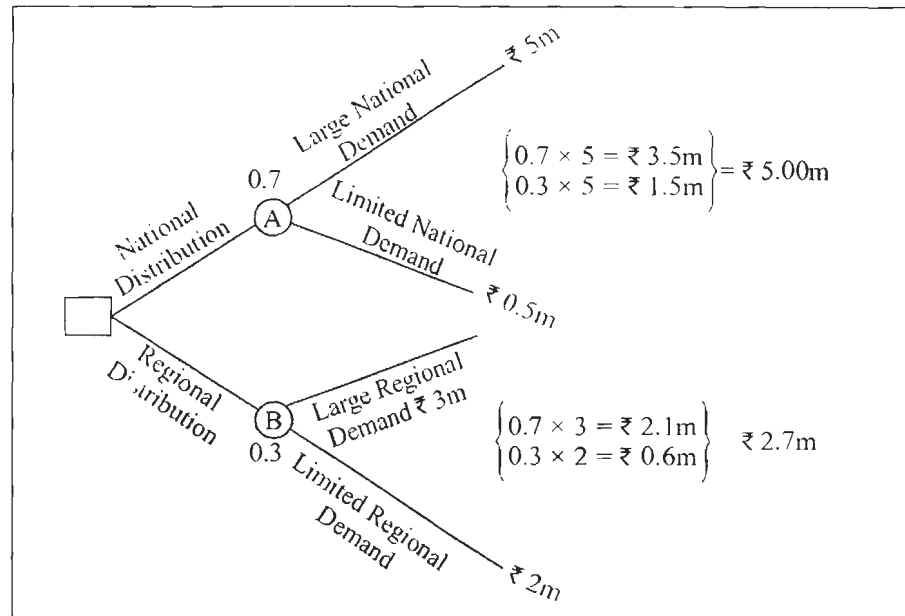 ₹ 5m
Large National
Demand
0.7 × 5 = ₹ 3.5m
0.3 × 5 = ₹ 1.5m
= ₹ 5.00m
0.7
A
National
Distribution
Limited National
Demand
₹ 0.5m
Regional
Distribution
Large Regional
Demand ₹ 3m
B
0.3
0.7 × 3 = ₹ 2.1m
0.3 × 2 = ₹ 0.6m
₹ 2.7m
Limited Regional
Demand
₹ 2m